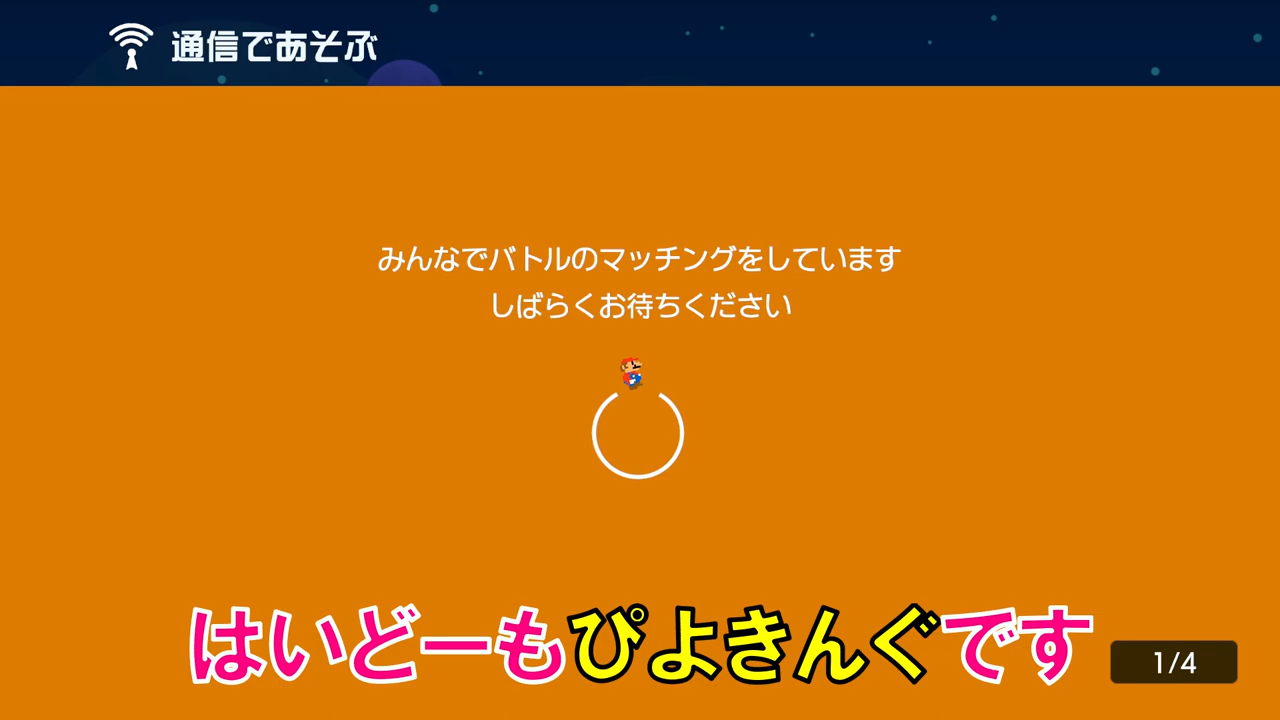 通信であそぶ
みんなでバトルのマッチングをしています
しばらくお待ちください
はいどーもぴよきんぐです
1/4